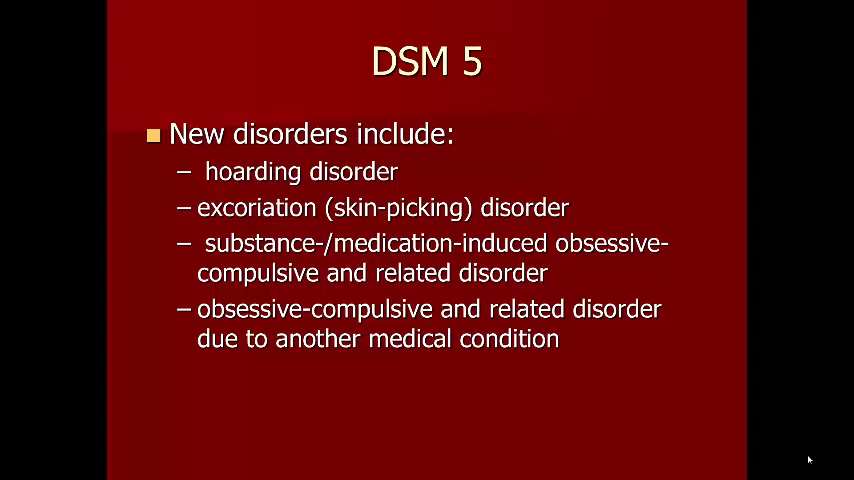 DSM 5
■ New disorders include:
– hoarding disorder
– excoriation (skin-picking) disorder
– substance-/medication-induced obsessive-
compulsive and related disorder
– obsessive-compulsive and related disorder
due to another medical condition